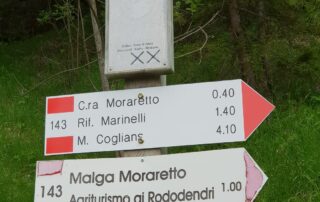 XX
C.ra Moraretto 0.40
143 Rif. Marinelli 1.40
M. Coglians 4.10
143 Malga Moraretto
Agriturismo ai Rododendri 1.00